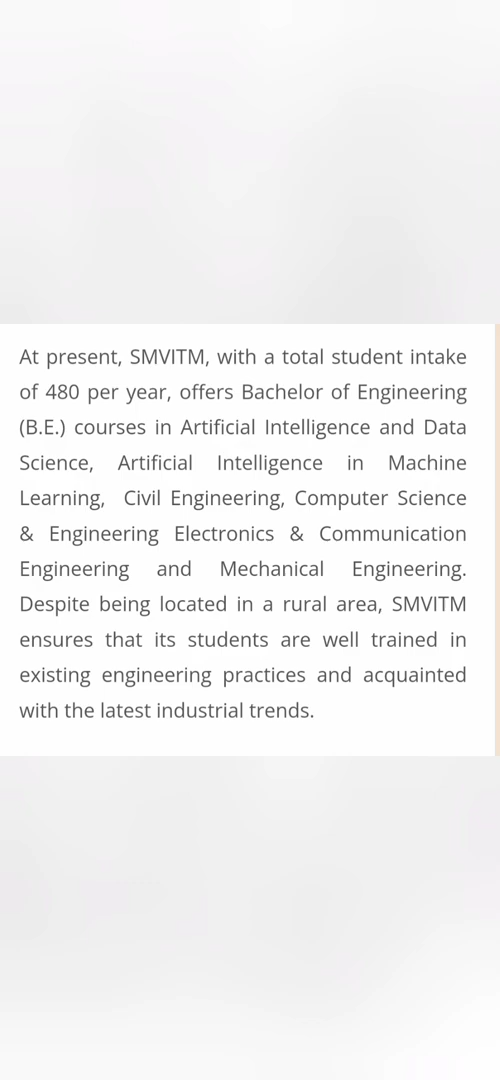 At present, SMVITM, with a total student intake
of 480 per year, offers Bachelor of Engineering
(B.E.) courses in Artificial Intelligence and Data
Science, Artificial Intelligence in Machine
Learning, Civil Engineering, Computer Science
& Engineering Electronics & Communication
Engineering and Mechanical Engineering.
Despite being located in a rural area, SMVITM
ensures that its students are well trained in
existing engineering practices and acquainted
with the latest industrial trends.